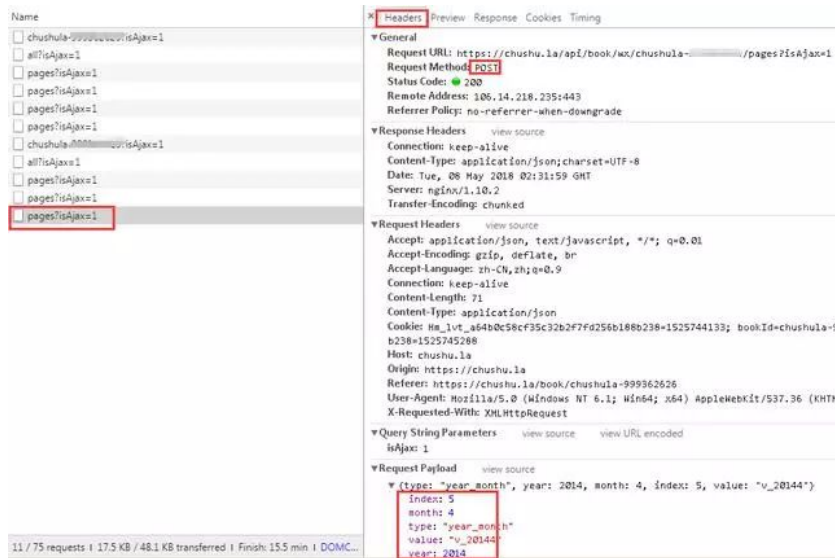 Name
chushula-
?isAjax=1
all?isAjax=1
pages?isAjax=1
pages?isAjax=1
pages?isAjax=1
pages?isAjax=1
chushula-
?isAjax=1
all?isAjax=1
pages?isAjax=1
pages?isAjax=1
pages?isAjax=1
11 / 75 requests | 17.5 KB / 48.1 KB transferred | Finish: 15.5 min | DOMC...
× Headers Preview Response Cookies Timing
▼General
Request URL: https://chushu.la/api/book/wx/chushula- /pages?isAjax=1
Request Method: POST
Status Code: 200
Remote Address: 106.14.218.235:443
Referrer Policy: no-referrer-when-downgrade
▼Response Headers view source
Connection: keep-alive
Content-Type: application/json;charset=UTF-8
Date: Tue, 08 May 2018 02:31:59 GMT
Server: nginx/1.10.2
Transfer-Encoding: chunked
▼Request Headers view source
Accept: application/json, text/javascript, */*; q=0.01
Accept-Encoding: gzip, deflate, br
Accept-Language: zh-CN,zh;q=0.9
Connection: keep-alive
Content-Length: 71
Content-Type: application/json
Cookie: Hm_lvt_a64b0c58cf35c32b2f7fd256b188b238=1525744133; bookId=chushula-9
b238=1525745288
Host: chushu.la
Origin: https://chushu.la
Referer: https://chushu.la/book/chushula-999362626
User-Agent: Mozilla/5.0 (Windows NT 6.1; Win64; x64) AppleWebKit/537.36 (KHTM
X-Requested-With: XMLHttpRequest
▼Query String Parameters view source view URL encoded
isAjax: 1
▼Request Payload view source
▼{type: "year_month", year: 2014, month: 4, index: 5, value: "v_20144"}
index: 5
month: 4
type: "year_month"
value: "v_20144"
year: 2014